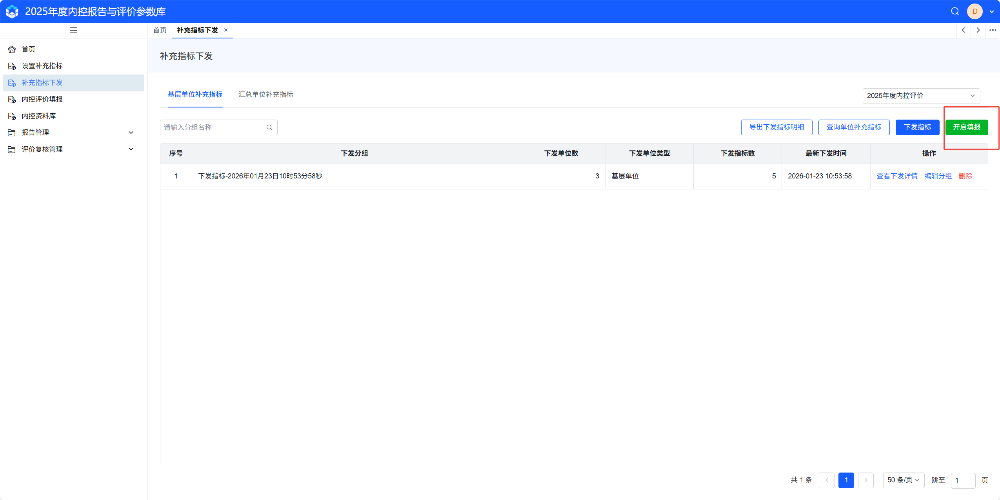 2025年度内控报告与评价参数库
D
首页
补充指标下发 ×
首页
设置补充指标
补充指标下发
内控评价填报
内控资料库
报告管理
评价复核管理
补充指标下发
基层单位补充指标
汇总单位补充指标
2025年度内控评价
请输入分组名称
导出下发指标明细
查询单位补充指标
下发指标
开启填报
序号 下发分组 下发单位数 下发单位类型 下发指标数 最新下发时间 操作
1 下发指标-2026年01月23日10时53分58秒 3 基层单位 5 2026-01-23 10:53:58 查看下发详情 编辑分组 删除
共 1 条 1 50 条/页 跳至 1 页